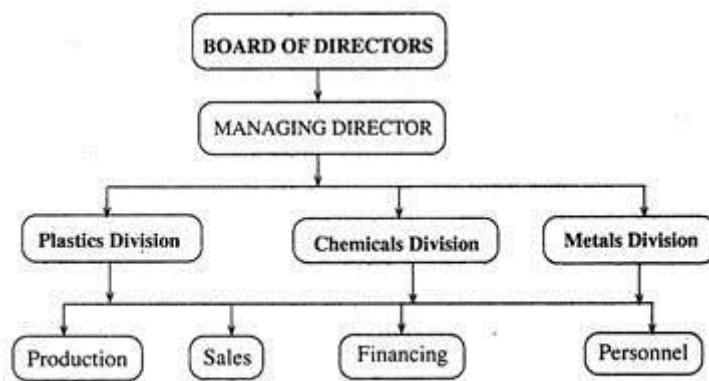 BOARD OF DIRECTORS
MANAGING DIRECTOR
Plastics Division
Chemicals Division
Metals Division
Production
Sales
Financing
Personnel